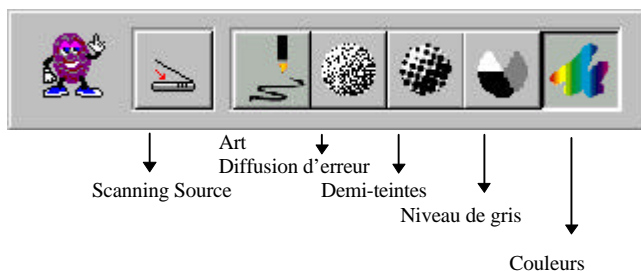 Art
Diffusion d'erreur
Scanning Source
Demi-teintes
Niveau de gris
Couleurs